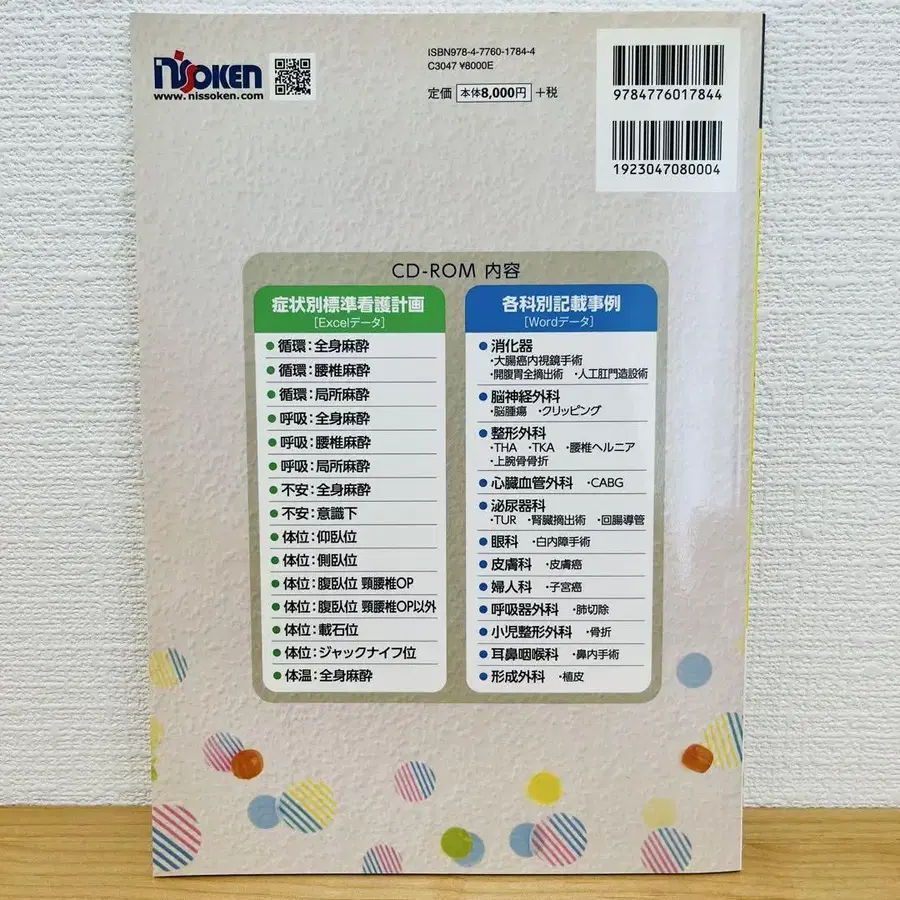 nissoken
www.nissoken.com
ISBN978-4-7760-1784-4
C3047 ¥8000E
定価 本体8,000円 +税
9784776017844
1923047080004
CD-ROM 内容
症状別標準看護計画
[Excelデータ]
循環：全身麻酔
循環：腰椎麻酔
循環：局所麻酔
呼吸：全身麻酔
呼吸：腰椎麻酔
呼吸：局所麻酔
不安：全身麻酔
不安：意識下
体位：仰臥位
体位：側臥位
体位：腹臥位 頸腰椎OP
体位：腹臥位 頸腰椎OP以外
体位：載石位
体位：ジャックナイフ位
体温：全身麻酔
各科別記載事例
[Wordデータ]
消化器
・大腸癌内視鏡手術
・開腹胃全摘出術 ・人工肛門造設術
脳神経外科
・脳腫瘍 ・クリッピング
整形外科
・THA ・TKA ・腰椎ヘルニア
・上腕骨骨折
心臓血管外科 ・CABG
泌尿器科
・TUR ・腎臓摘出術 ・回腸導管
眼科 ・白内障手術
皮膚科 ・皮膚癌
婦人科 ・子宮癌
呼吸器外科 ・肺切除
小児整形外科 ・骨折
耳鼻咽喉科 ・鼻内手術
形成外科 ・植皮